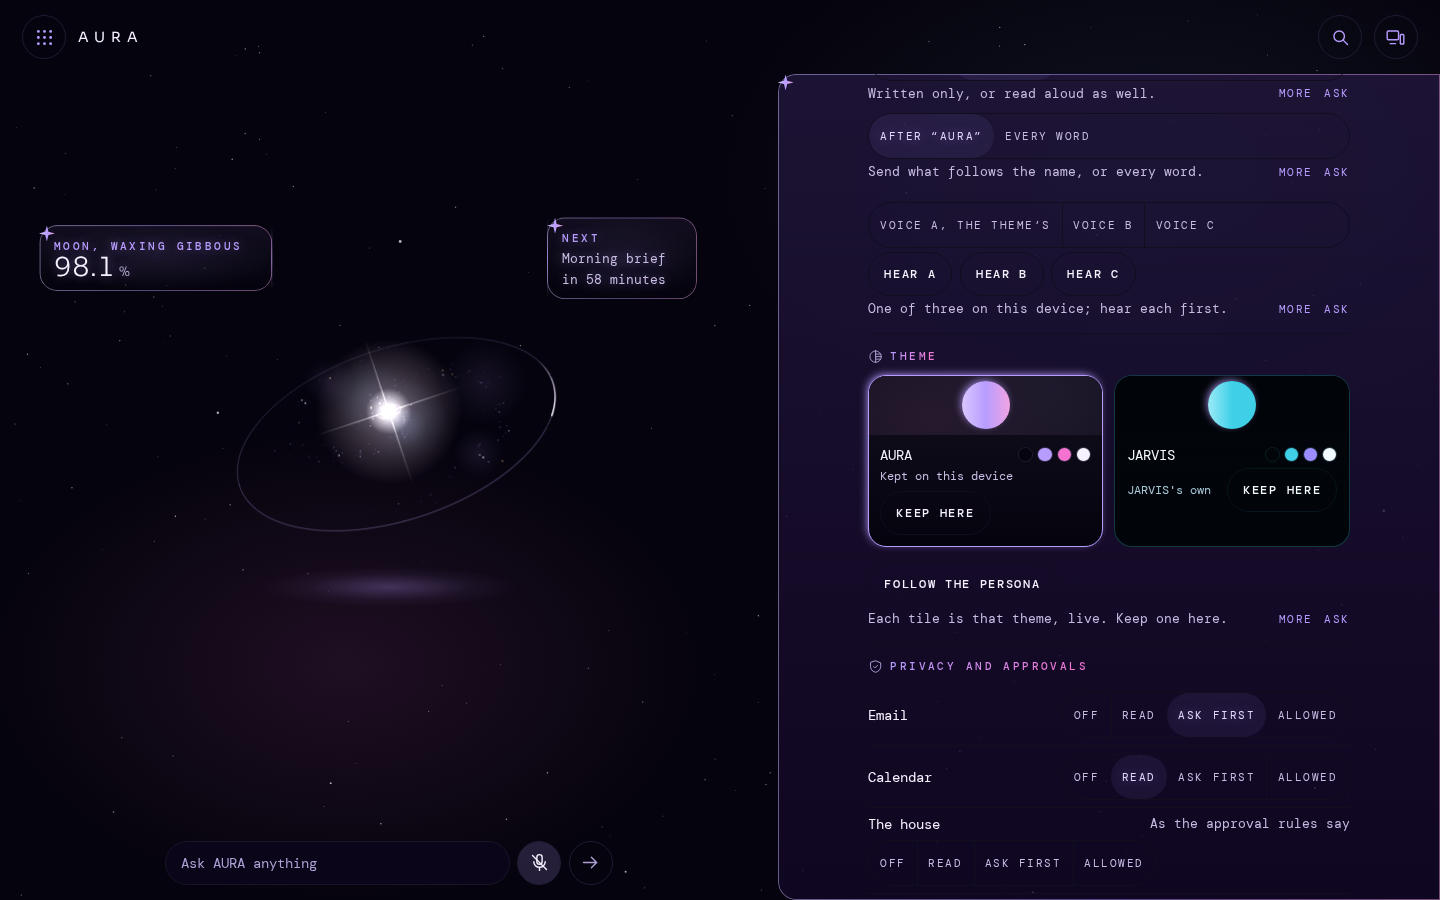 AURA
MOON, WAXING GIBBOUS
98.1 %
NEXT
Morning brief
in 58 minutes
Ask AURA anything
Written only, or read aloud as well. MORE ASK
AFTER “AURA” EVERY WORD
Send what follows the name, or every word. MORE ASK
VOICE A, THE THEME’S VOICE B VOICE C
HEAR A HEAR B HEAR C
One of three on this device; hear each first. MORE ASK
THEME
AURA
Kept on this device
KEEP HERE
JARVIS
JARVIS's own KEEP HERE
FOLLOW THE PERSONA
Each tile is that theme, live. Keep one here. MORE ASK
PRIVACY AND APPROVALS
Email OFF READ ASK FIRST ALLOWED
Calendar OFF READ ASK FIRST ALLOWED
The house As the approval rules say
OFF READ ASK FIRST ALLOWED